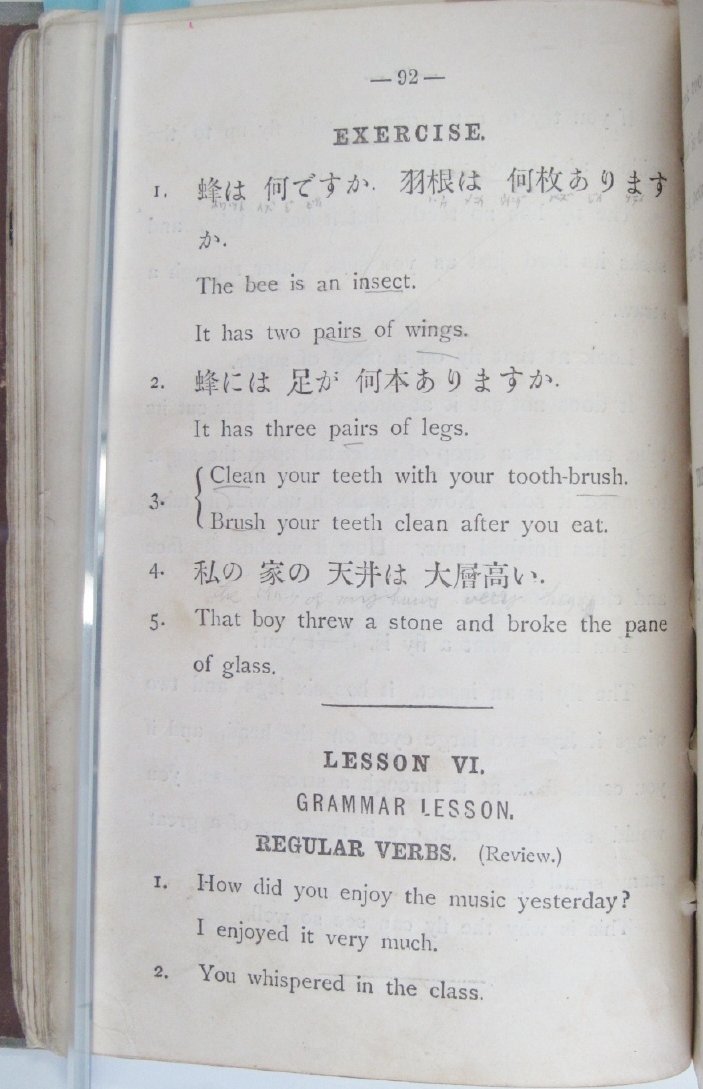 —92—
EXERCISE.
1. 蜂は 何ですか. 羽根は 何枚あります
か.
The bee is an insect.
It has two pairs of wings.
2. 蜂には 足が 何本ありますか.
It has three pairs of legs.
3. Clean your teeth with your tooth-brush.
Brush your teeth clean after you eat.
4. 私の 家の 天井は 大層高い.
5. That boy threw a stone and broke the pane
of glass.
LESSON VI.
GRAMMAR LESSON.
REGULAR VERBS. (Review.)
1. How did you enjoy the music yesterday?
I enjoyed it very much.
2. You whispered in the class.